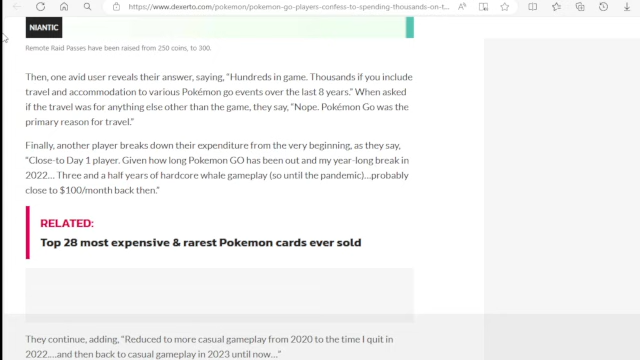 https://www.dexerto.com/pokemon/pokemon-go-players-confess-to-spending-thousands-on-t...
NIANTIC
Remote Raid Passes have been raised from 250 coins, to 300.
Then, one avid user reveals their answer, saying, “Hundreds in game. Thousands if you include
travel and accommodation to various Pokémon go events over the last 8 years.” When asked
if the travel was for anything else other than the game, they say, “Nope. Pokémon Go was the
primary reason for travel.”
Finally, another player breaks down their expenditure from the very beginning, as they say,
“Close-to Day 1 player. Given how long Pokemon GO has been out and my year-long break in
2022… Three and a half years of hardcore whale gameplay (so until the pandemic)…probably
close to $100/month back then.”
RELATED:
Top 28 most expensive & rarest Pokemon cards ever sold
They continue, adding, “Reduced to more casual gameplay from 2020 to the time I quit in
2022….and then back to casual gameplay in 2023 until now…”